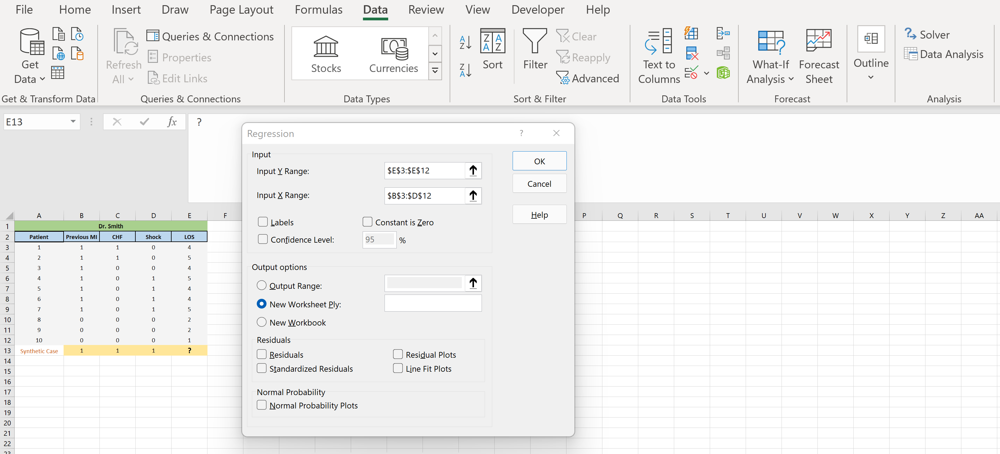 File Home Insert Draw Page Layout Formulas Data Review View Developer Help
Get Data
Refresh All
Queries & Connections
Properties
Edit Links
Stocks
Currencies
Sort
Filter
Clear
Reapply
Advanced
Text to Columns
What-If Analysis
Forecast Sheet
Outline
Solver
Data Analysis
Get & Transform Data
Queries & Connections
Data Types
Sort & Filter
Data Tools
Forecast
Analysis
E13
fx
?
Regression ? ×
Input
Input Y Range: $E$3:$E$12
Input X Range: $B$3:$D$12
Labels
Constant is Zero
Confidence Level: 95 %
OK
Cancel
Help
Output options
Output Range:
New Worksheet Ply:
New Workbook
Residuals
Residuals
Residual Plots
Standardized Residuals
Line Fit Plots
Normal Probability
Normal Probability Plots
A B C D E F P Q R S T U V W X Y Z AA
1 Dr. Smith
2 Patient Previous MI CHF Shock LOS
3 1 1 1 0 4
4 2 1 1 0 5
5 3 1 0 0 4
6 4 1 0 1 5
7 5 1 0 1 4
8 6 1 0 1 4
9 7 1 0 1 5
10 8 0 0 0 2
11 9 0 0 0 2
12 10 0 0 0 1
13 Synthetic Case 1 1 1 ?
14
15
16
17
18
19
20
21
22